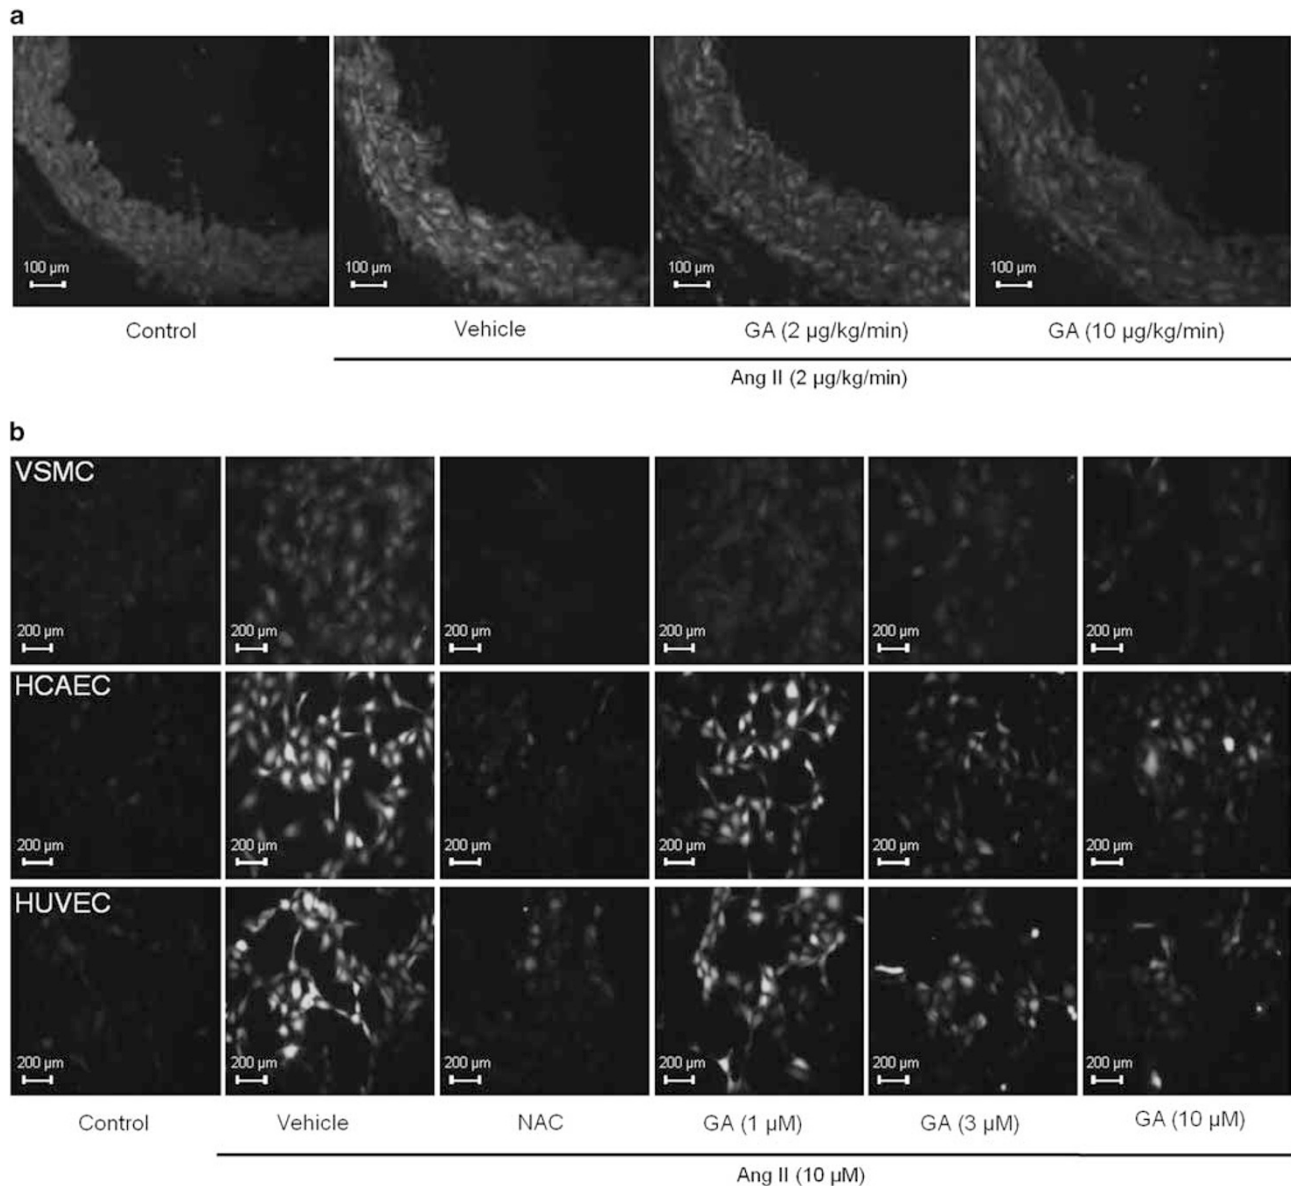 a
100 µm 100 µm 100 µm 100 µm
Control Vehicle GA (2 µg/kg/min) GA (10 µg/kg/min)
Ang II (2 µg/kg/min)
b
VSMC
200 µm 200 µm 200 µm 200 µm 200 µm 200 µm
HCAEC
200 µm 200 µm 200 µm 200 µm 200 µm 200 µm
HUVEC
200 µm 200 µm 200 µm 200 µm 200 µm 200 µm
Control Vehicle NAC GA (1 µM) GA (3 µM) GA (10 µM)
Ang II (10 µM)